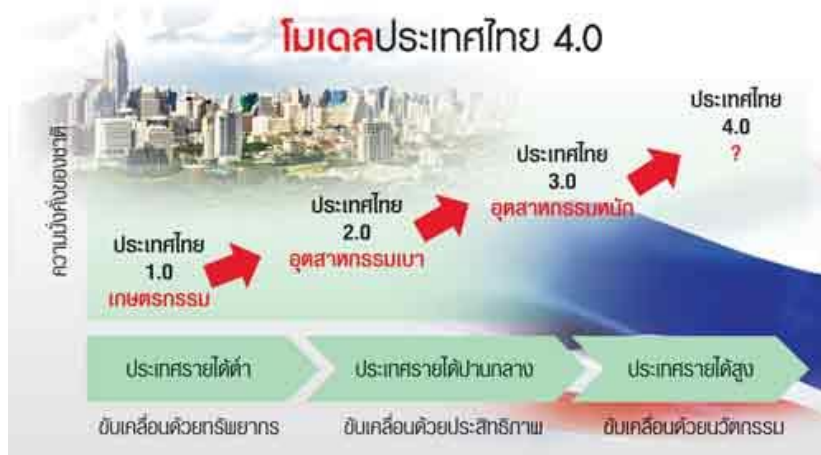 โมเดลประเทศไทย 4.0
ความมั่งคั่งของชาติ
ประเทศไทย
1.0
เกษตรกรรม
ประเทศไทย
2.0
อุตสาหกรรมเบา
ประเทศไทย
3.0
อุตสาหกรรมหนัก
ประเทศไทย
4.0
?
ประเทศรายได้ต่ำ
ประเทศรายได้ปานกลาง
ประเทศรายได้สูง
ขับเคลื่อนด้วยทรัพยากร
ขับเคลื่อนด้วยประสิทธิภาพ
ขับเคลื่อนด้วยนวัตกรรม